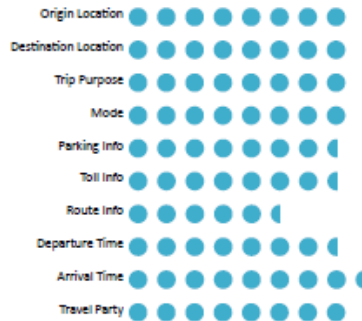 Origin Location
Destination Location
Trip Purpose
Mode
Parking Info
Toll Info
Route Info
Departure Time
Arrival Time
Travel Party